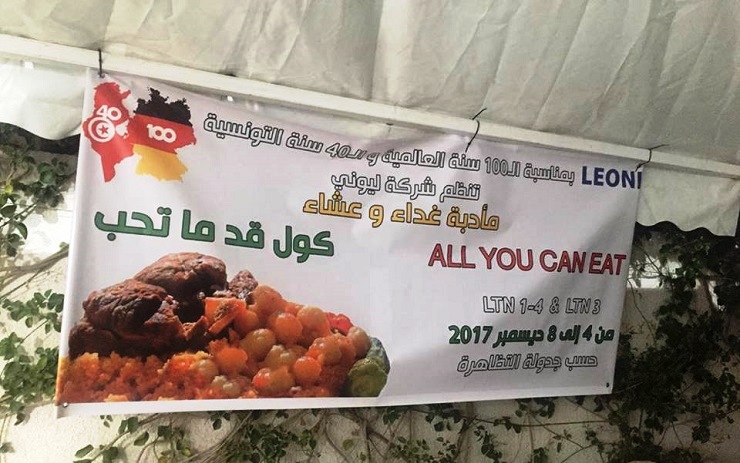 40
100
LEONI بمناسبة الـ100 سنة العالمية و الـ40 سنة التونسية
تنظم شركة ليوني
مأدبة غداء و عشاء
كول قد ما تحب
ALL YOU CAN EAT
LTN 1-4 & LTN 3
من 4 إلى 8 ديسمبر 2017
حسب جدولة التظاهرة